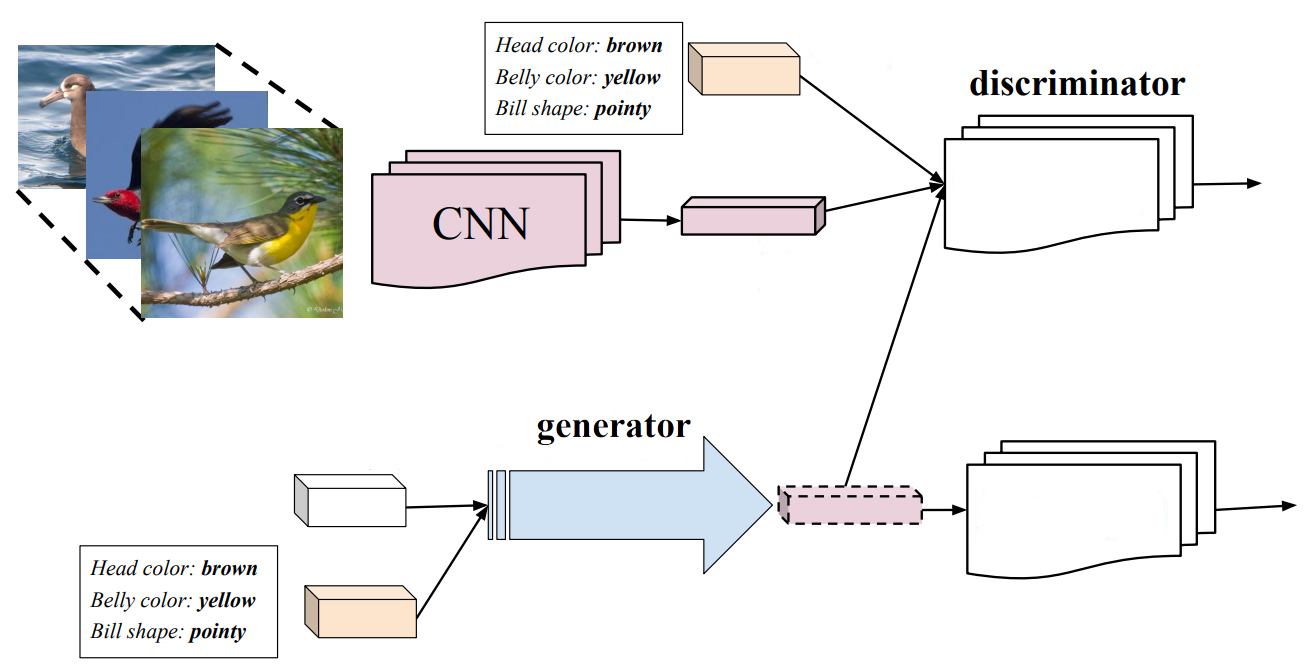 Head color: brown
Belly color: yellow
Bill shape: pointy
discriminator
CNN
generator
Head color: brown
Belly color: yellow
Bill shape: pointy